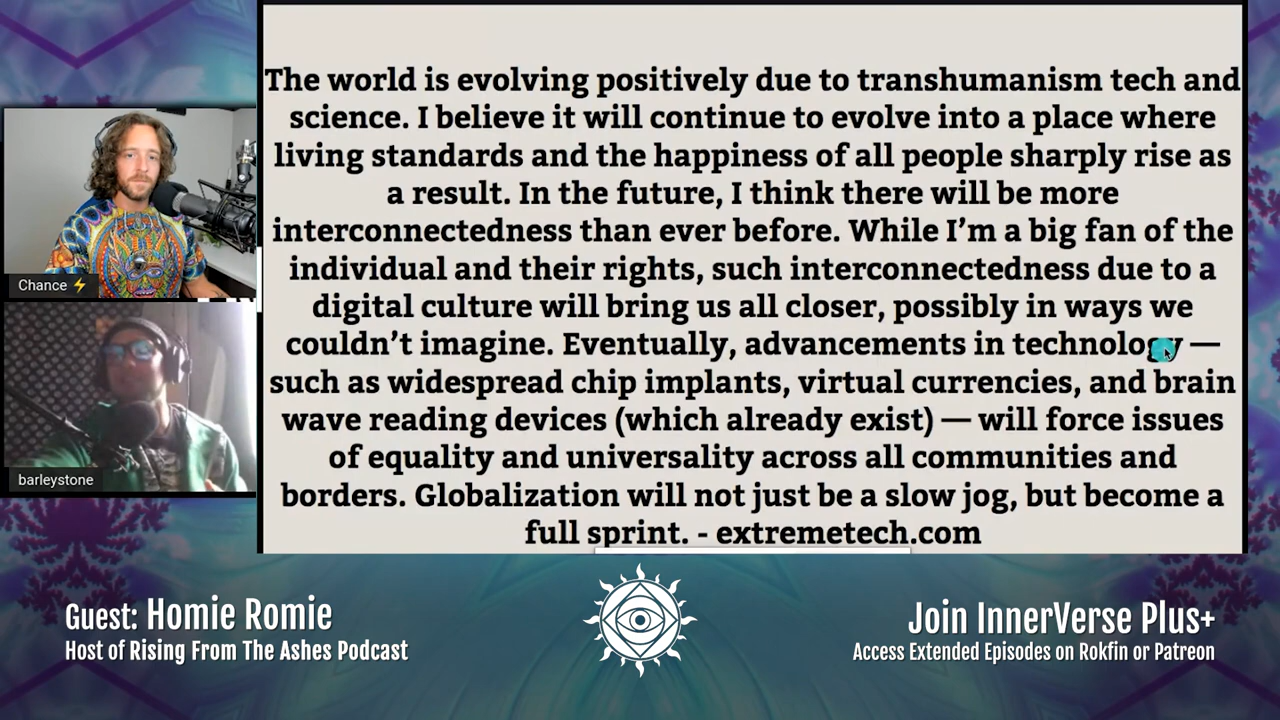 The world is evolving positively due to transhumanism tech and
science. I believe it will continue to evolve into a place where
living standards and the happiness of all people sharply rise as
a result. In the future, I think there will be more
interconnectedness than ever before. While I’m a big fan of the
individual and their rights, such interconnectedness due to a
digital culture will bring us all closer, possibly in ways we
couldn’t imagine. Eventually, advancements in technology —
such as widespread chip implants, virtual currencies, and brain
wave reading devices (which already exist) — will force issues
of equality and universality across all communities and
borders. Globalization will not just be a slow jog, but become a
full sprint. - extremetech.com
Chance ⚡
barleystone
Guest: Homie Romie
Host of Rising From The Ashes Podcast
Join InnerVerse Plus+
Access Extended Episodes on Rokfin or Patreon